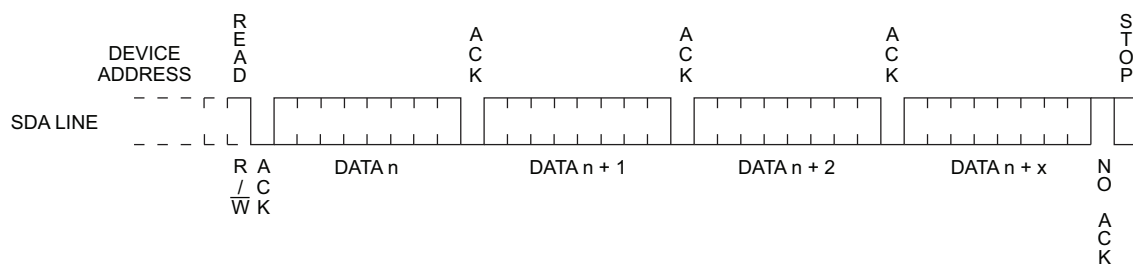 READ
ACK
ACK
ACK
STOP
DEVICE
ADDRESS
SDA LINE
R/W
ACK
DATA n
DATA n + 1
DATA n + 2
DATA n + x
NO ACK